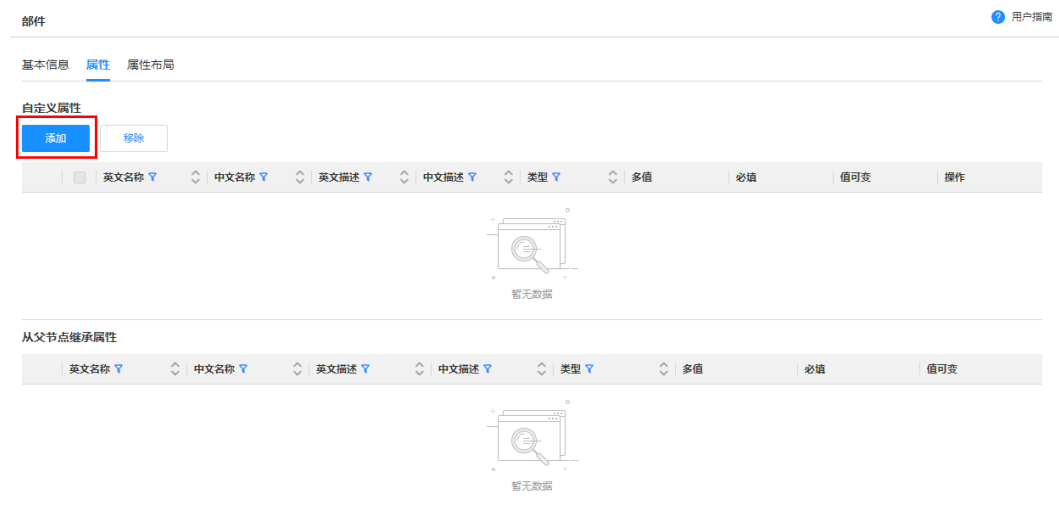 部件
? 用户指南
基本信息 属性 属性布局
自定义属性
添加 移除
英文名称 中文名称 英文描述 中文描述 类型 多值 必填 值可变 操作
暂无数据
从父节点继承属性
英文名称 中文名称 英文描述 中文描述 类型 多值 必填 值可变
暂无数据